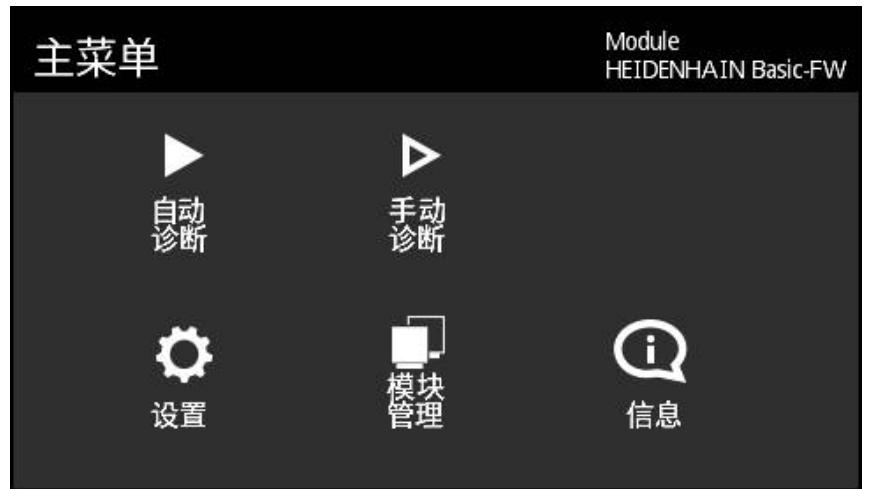 主菜单
Module
HEIDENHAIN Basic-FW
自动
诊断
手动
诊断
设置
模块
管理
信息